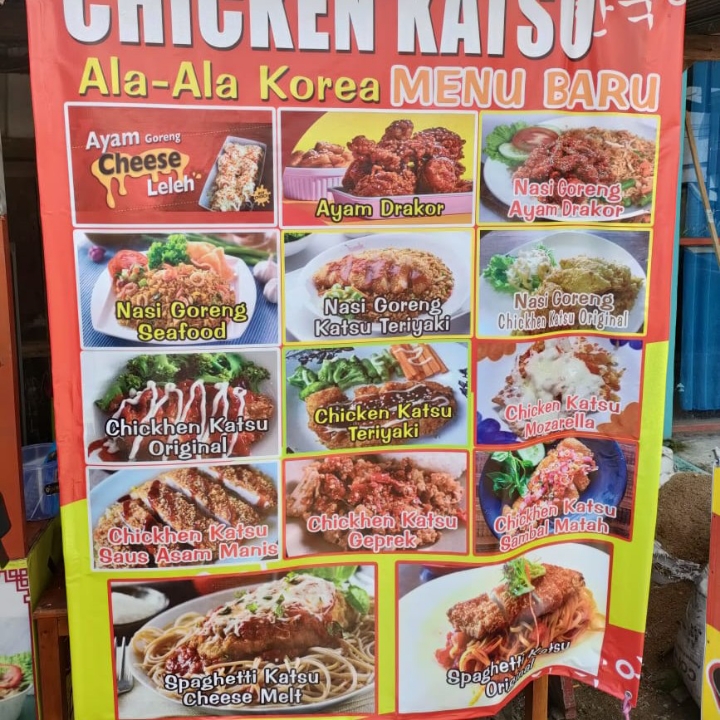 CHICKEN KATSU
Ala-Ala Korea MENU BARU
Ayam Goreng
Cheese
Leleh
Ayam Drakor
Nasi Goreng
Ayam Drakor
Nasi Goreng
Seafood
Nasi Goreng
Katsu Teriyaki
Nasi Goreng
Chickhen Katsu Original
Chickhen Katsu
Original
Chicken Katsu
Teriyaki
Chicken Katsu
Mozarella
Chickhen Katsu
Saus Asam Manis
Chickhen Katsu
Geprek
Chickhen Katsu
Sambal Matah
Spaghetti Katsu
Cheese Melt
Spaghetti Katsu
Original